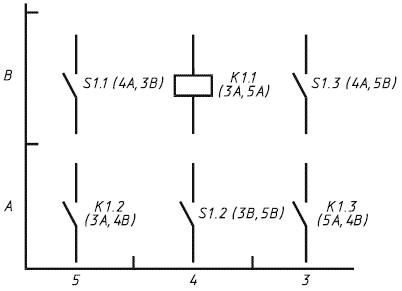 B
S1.1 (4A,3B)
K1.1
(3A,5A)
S1.3 (4A,5B)
A
K1.2
(3A,4B)
S1.2 (3B,5B)
K1.3
(5A,4B)
5 4 3